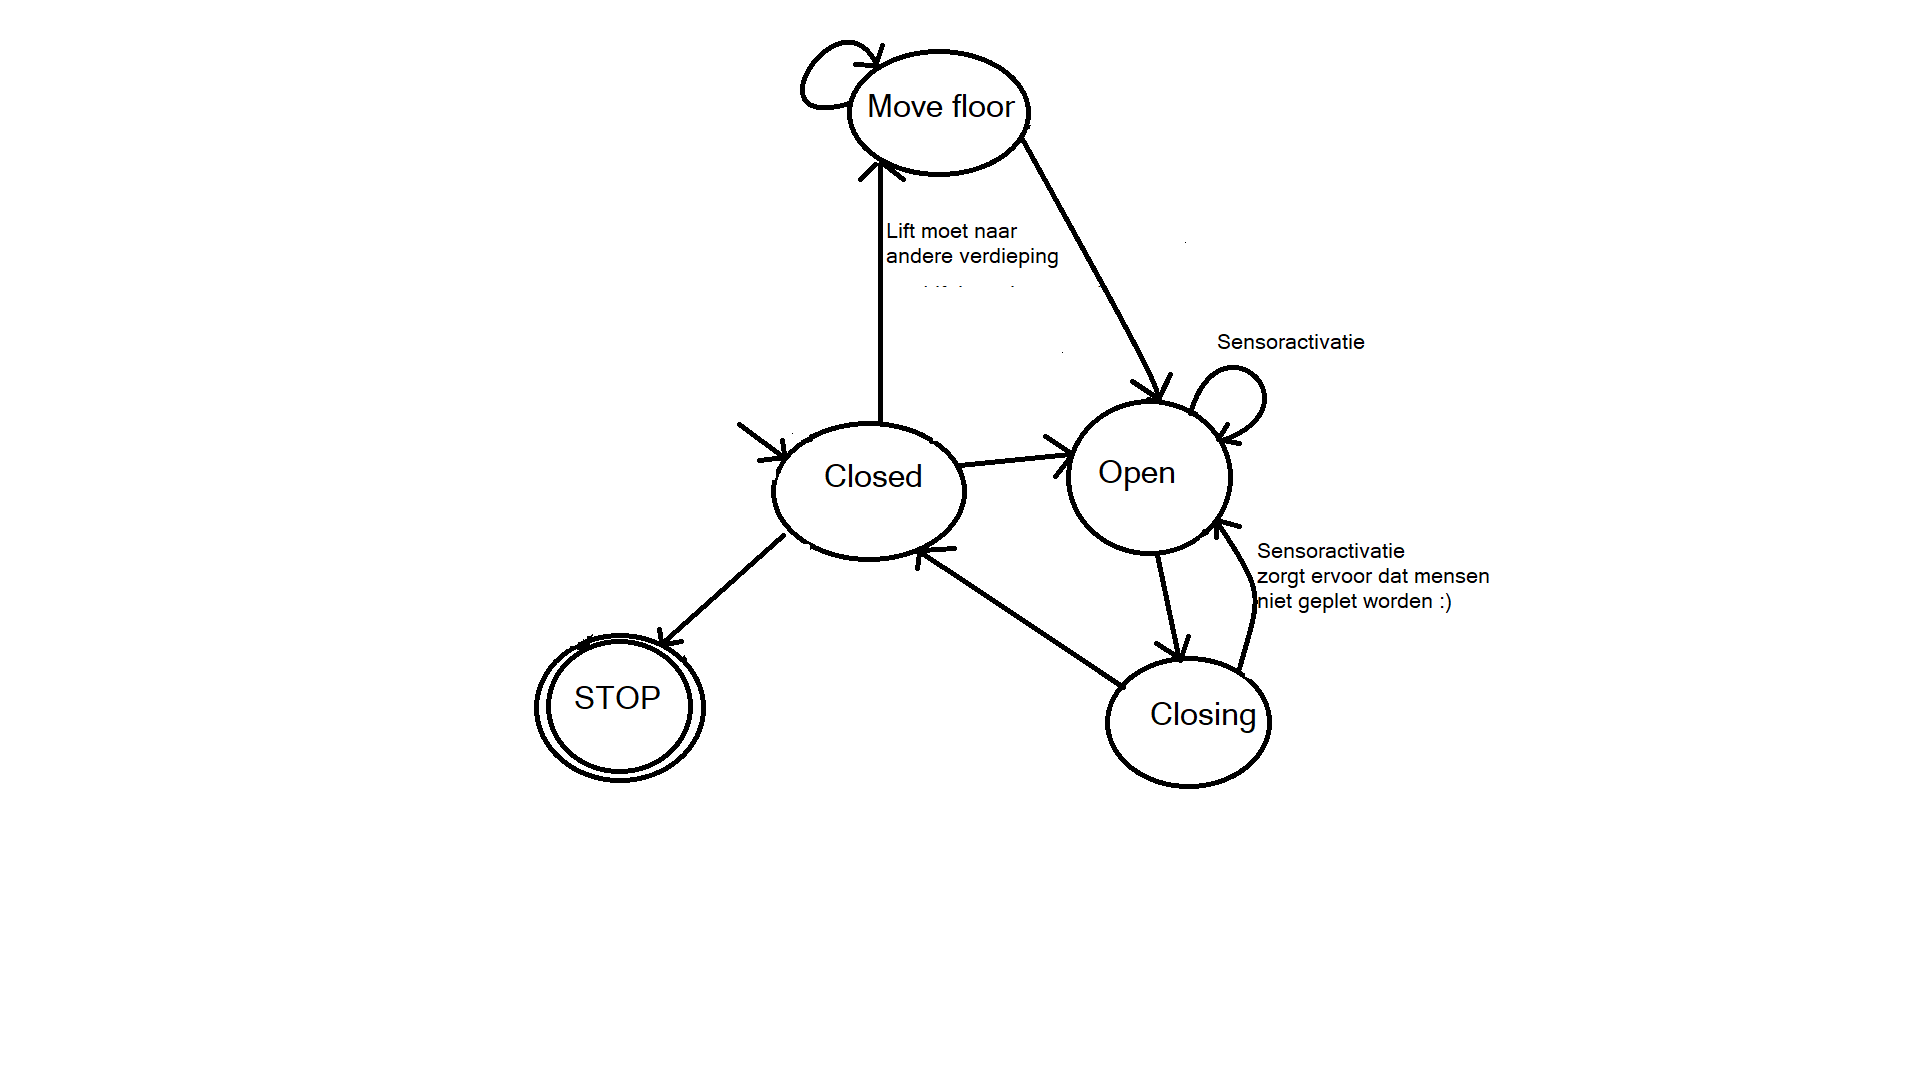 Move floor
Lift moet naar
andere verdieping
Sensoractivatie
Closed
Open
Sensoractivatie
zorgt ervoor dat mensen
niet geplet worden :)
STOP
Closing